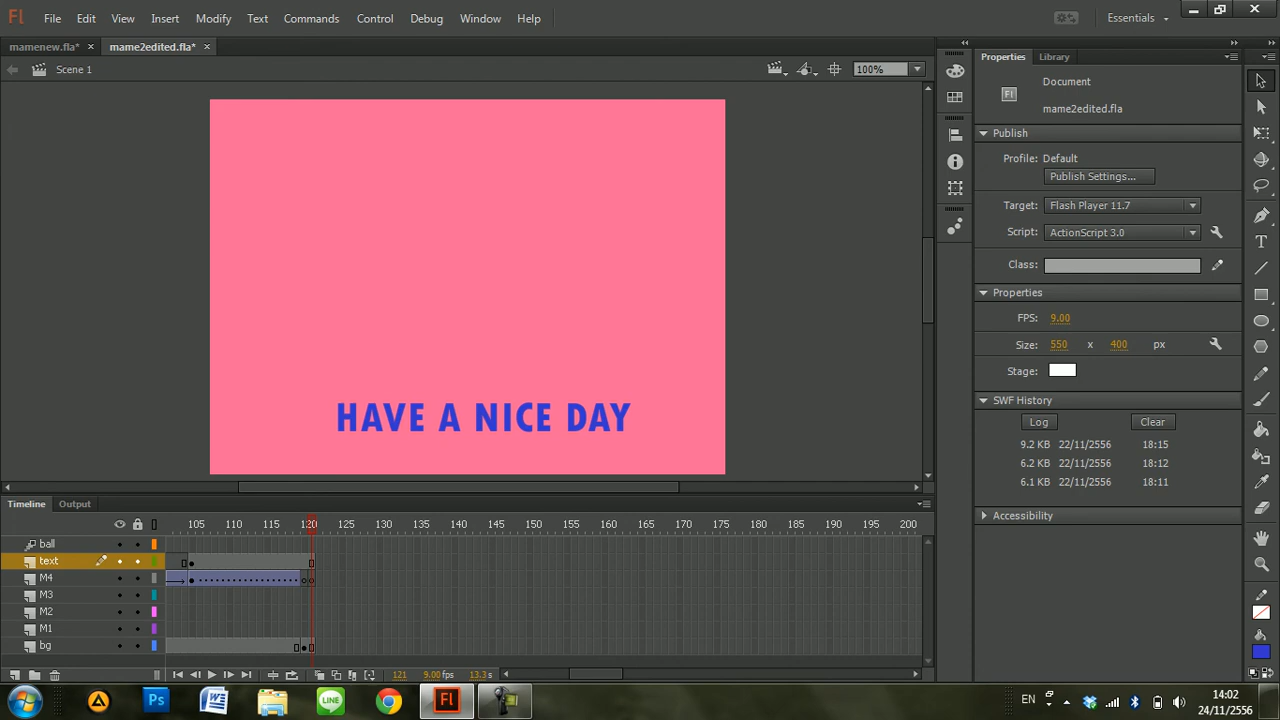 Fl File Edit View Insert Modify Text Commands Control Debug Window Help Essentials
mamenew.fla* × mame2edited.fla* ×
Scene 1 100%
HAVE A NICE DAY
Properties Library
Document
Fl mame2edited.fla
Publish
Profile: Default
Publish Settings...
Target: Flash Player 11.7
Script: ActionScript 3.0
Class:
Properties
FPS: 9.00
Size: 550 x 400 px
Stage:
SWF History
Log Clear
9.2 KB 22/11/2556 18:15
6.2 KB 22/11/2556 18:12
6.1 KB 22/11/2556 18:11
Accessibility
Timeline Output
105 110 115 120 125 130 135 140 145 150 155 160 165 170 175 180 185 190 195 200
ball
text
M4
M3
M2
M1
bg
121 9.00fps 13.3s
Ps W LINE Fl EN 14:02
24/11/2556